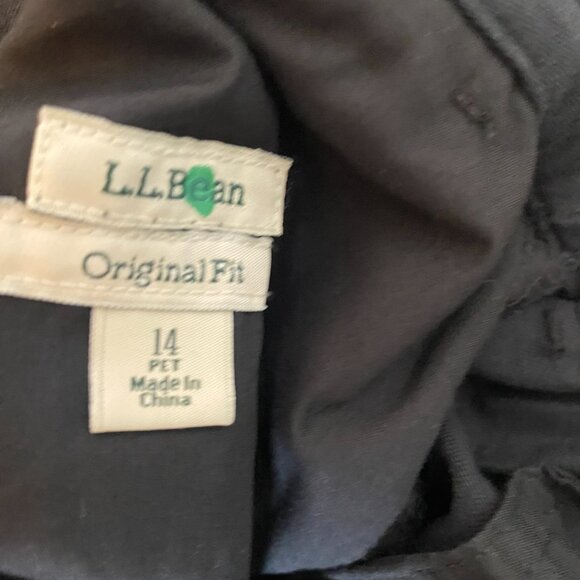 L.L.Bean
Original Fit
14
PET
Made In
China